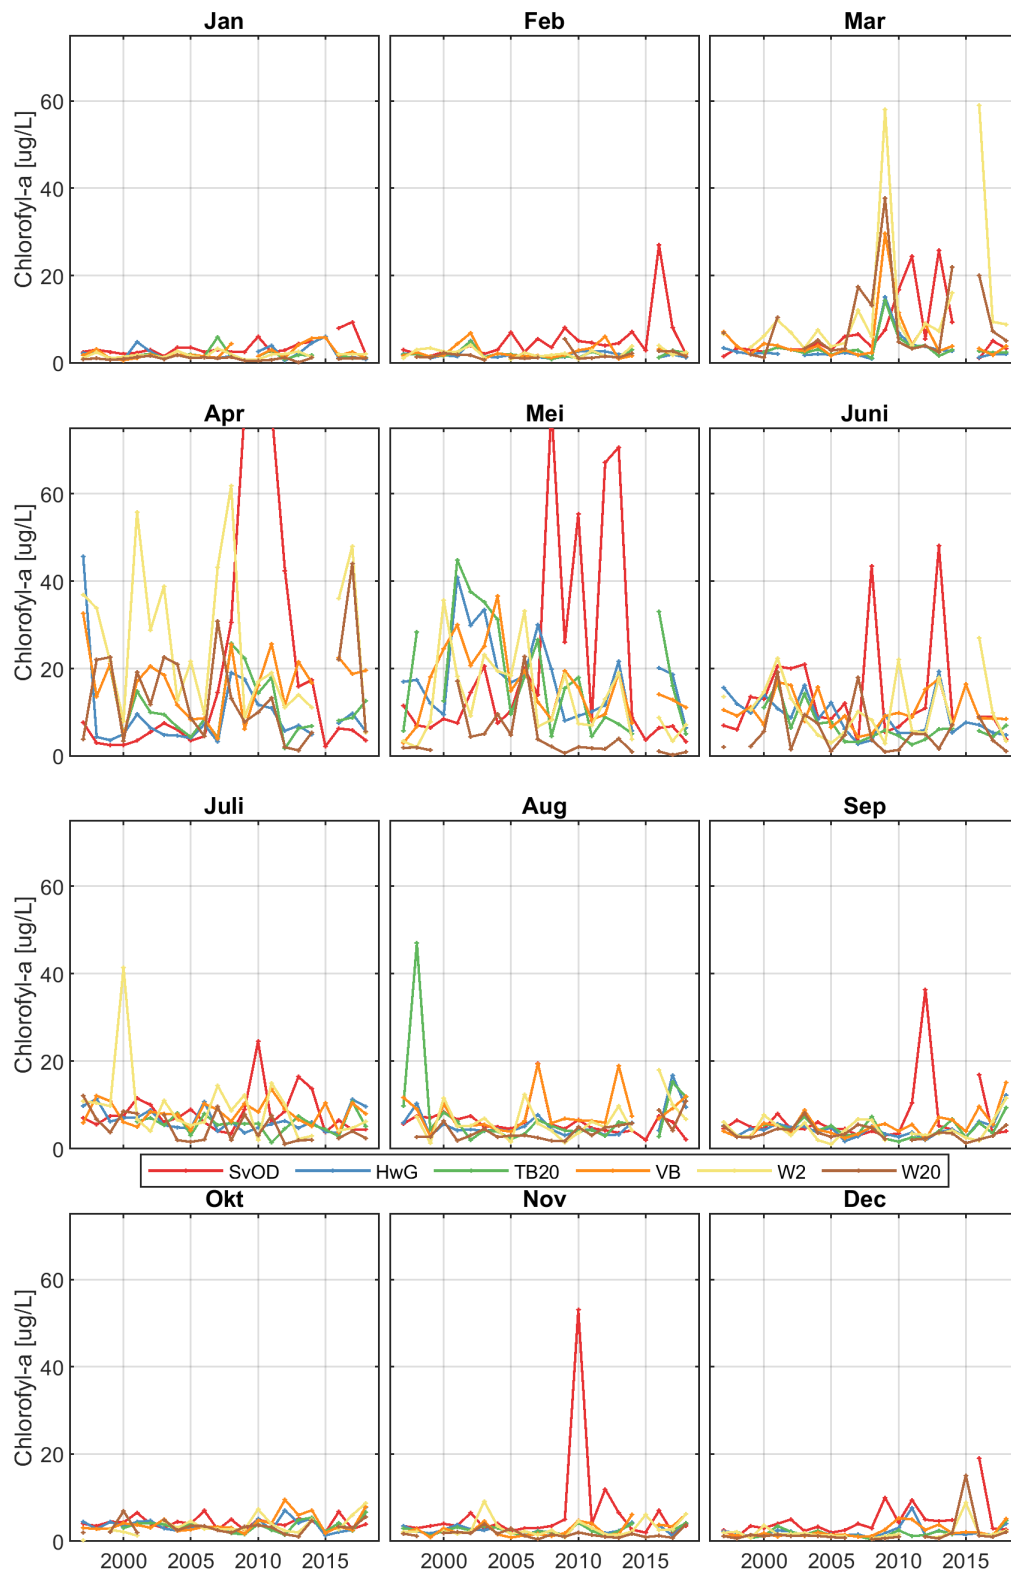 Jan Feb Mar
60
40
20
0
Chlorofyl-a [ug/L]
Apr Mei Juni
60
40
20
0
Chlorofyl-a [ug/L]
Juli Aug Sep
60
40
20
0
Chlorofyl-a [ug/L]
SvOD HwG TB20 VB W2 W20
Okt Nov Dec
60
40
20
0
Chlorofyl-a [ug/L]
2000 2005 2010 2015 2000 2005 2010 2015 2000 2005 2010 2015